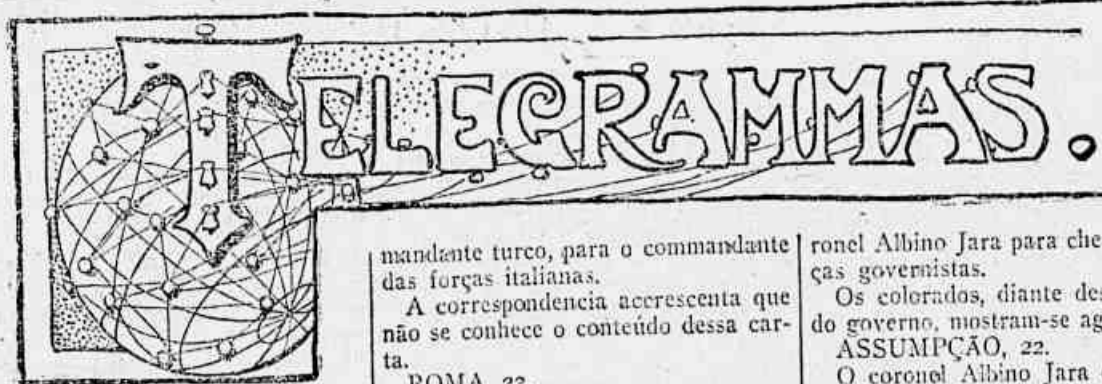 TELEGRAMMAS.
mandante turco, para o commandante
das forças italianas.
A correspondencia accrescenta que
não se conhece o conteúdo dessa car-
ta.
ROMA, 22.
ronel Albino Jara para che
ças governistas.
Os colorados, diante des
do governo, mostram-se ag
ASSUMPÇÃO, 22.
O coronel Albino Jara